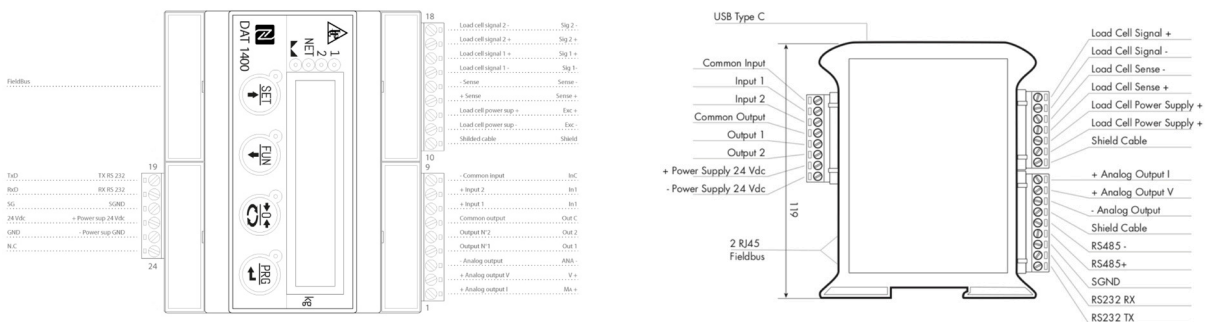 18
Load cell signal 2 - Sig 2 -
Load cell signal 2 + Sig 2 +
Load cell signal 1 + Sig 1 +
Load cell signal 1 - Sig 1-
- Sense Sense -
+ Sense Sense +
Load cell power sup + Exc +
Load cell power sup - Exc -
Shilded cable Shield
10
9
- Common input InC
+ Input 2 In1
+ Input 1 In1
Common output Out C
Output N°2 Out 2
Output N°1 Out 1
- Analog output ANA -
+ Analog output V V +
+ Analog output I MA +
1
FieldBus
19
TxD TX RS 232
RxD RX RS 232
SG SGND
24 Vdc + Power sup 24 Vdc
GND - Power sup GND
N.C
24
DAT 1400
NET 2 1
SET
FUN
0
PRG
kg
USB Type C
Common Input
Input 1
Input 2
Common Output
Output 1
Output 2
+ Power Supply 24 Vdc
- Power Supply 24 Vdc
119
2 RJ45
Fieldbus
Load Cell Signal +
Load Cell Signal -
Load Cell Sense -
Load Cell Sense +
Load Cell Power Supply +
Load Cell Power Supply +
Shield Cable
+ Analog Output I
+ Analog Output V
- Analog Output
Shield Cable
RS485 -
RS485+
SGND
RS232 RX
RS232 TX